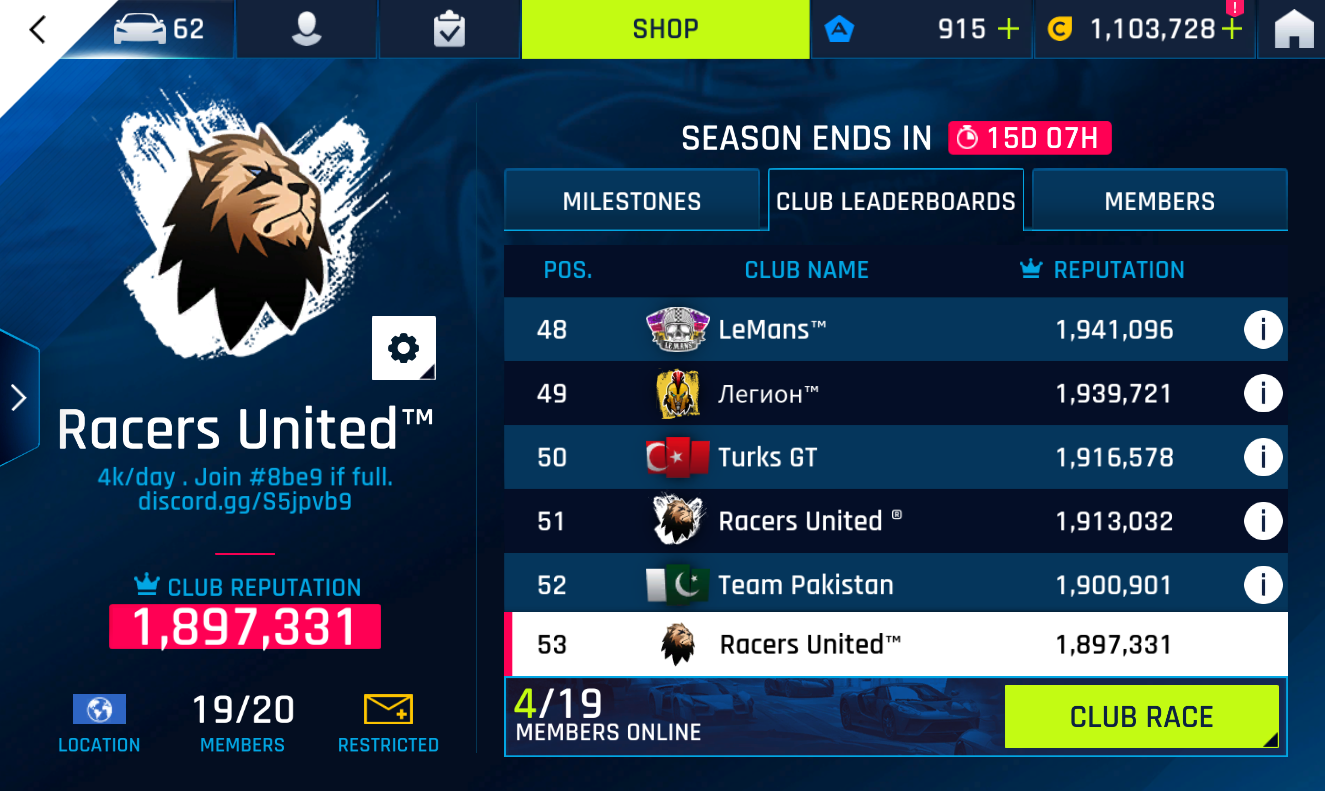 62
SHOP
915
1,103,728
!
SEASON ENDS IN 15D 07H
MILESTONES
CLUB LEADERBOARDS
MEMBERS
POS. CLUB NAME REPUTATION
48 LeMans™ 1,941,096
49 Легион™ 1,939,721
50 Turks GT 1,916,578
51 Racers United ® 1,913,032
52 Team Pakistan 1,900,901
53 Racers United™ 1,897,331
4/19
MEMBERS ONLINE
CLUB RACE
Racers United™
4k/day . Join #8be9 if full.
discord.gg/S5jpvb9
CLUB REPUTATION
1,897,331
19/20
LOCATION
MEMBERS
RESTRICTED
LE MANS